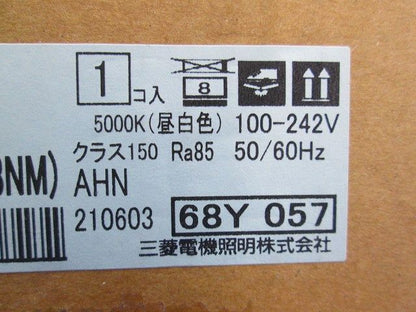 1 コ入 8
5000K(昼白色) 100-242V
クラス150 Ra85 50/60Hz
NM) AHN
210603 68Y 057
三菱電機照明株式会社